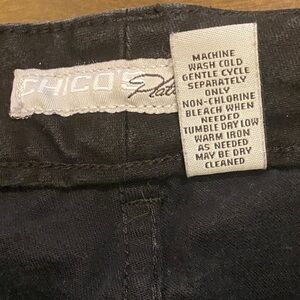 CHICO'S
MACHINE
WASH COLD
GENTLE CYCLE
SEPARATELY
ONLY
NON-CHLORINE
BLEACH WHEN
NEEDED
TUMBLE DRY LOW
WARM IRON
AS NEEDED
MAY BE DRY
CLEANED